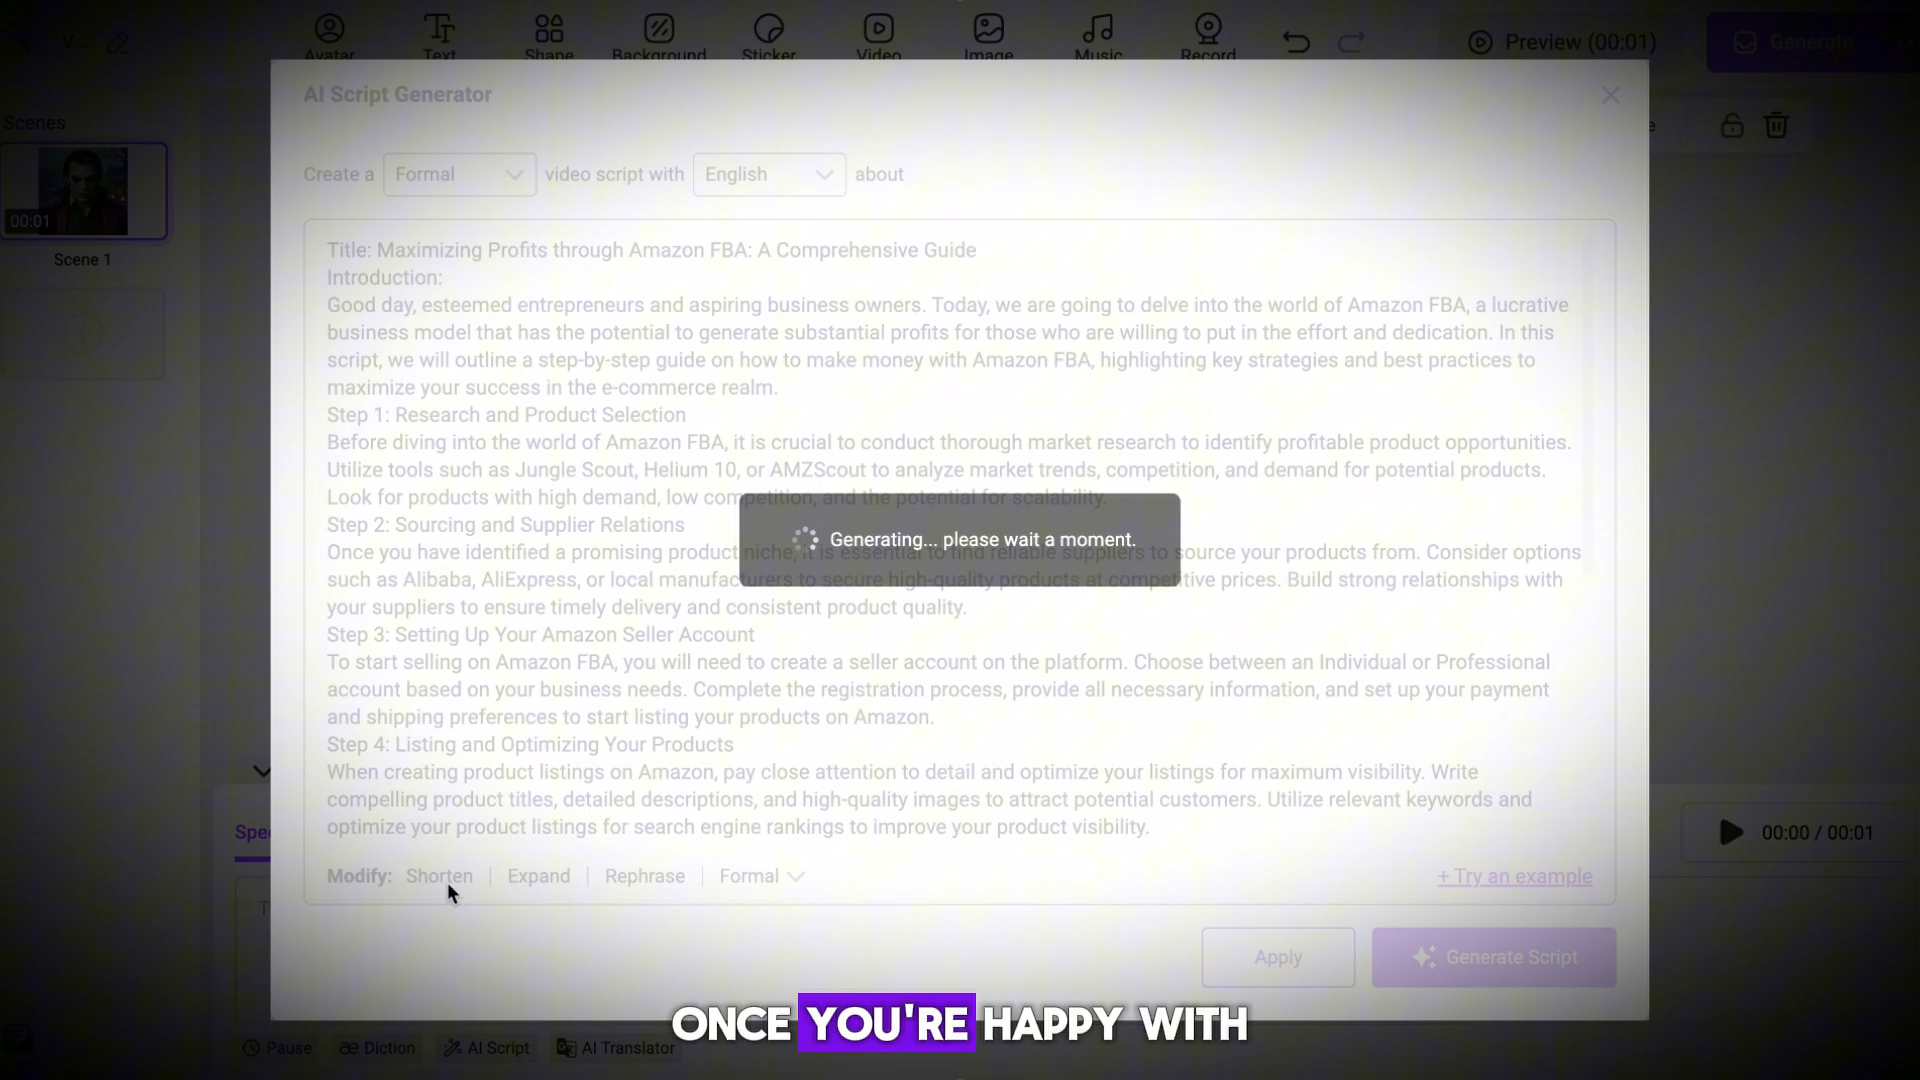 V...
Avatar
Text
Shape
Background
Sticker
Video
Image
Music
Record
Preview (00:01)
Generate
AI Script Generator
Scenes
00:01
Scene 1
Create a Formal video script with English about
Title: Maximizing Profits through Amazon FBA: A Comprehensive Guide
Introduction:
Good day, esteemed entrepreneurs and aspiring business owners. Today, we are going to delve into the world of Amazon FBA, a lucrative
business model that has the potential to generate substantial profits for those who are willing to put in the effort and dedication. In this
script, we will outline a step-by-step guide on how to make money with Amazon FBA, highlighting key strategies and best practices to
maximize your success in the e-commerce realm.
Step 1: Research and Product Selection
Before diving into the world of Amazon FBA, it is crucial to conduct thorough market research to identify profitable product opportunities.
Utilize tools such as Jungle Scout, Helium 10, or AMZScout to analyze market trends, competition, and demand for potential products.
Look for products with high demand, low competition, and the potential for scalability.
Step 2: Sourcing and Supplier Relations
Once you have identified a promising product niche, it is essential to find reliable suppliers to source your products from. Consider options
such as Alibaba, AliExpress, or local manufacturers to secure high-quality products at competitive prices. Build strong relationships with
your suppliers to ensure timely delivery and consistent product quality.
Generating... please wait a moment.
Step 3: Setting Up Your Amazon Seller Account
To start selling on Amazon FBA, you will need to create a seller account on the platform. Choose between an Individual or Professional
account based on your business needs. Complete the registration process, provide all necessary information, and set up your payment
and shipping preferences to start listing your products on Amazon.
Step 4: Listing and Optimizing Your Products
When creating product listings on Amazon, pay close attention to detail and optimize your listings for maximum visibility. Write
compelling product titles, detailed descriptions, and high-quality images to attract potential customers. Utilize relevant keywords and
optimize your product listings for search engine rankings to improve your product visibility.
Modify: Shorten Expand Rephrase Formal
+ Try an example
00:00 / 00:01
Apply
Generate Script
ONCE YOU'RE HAPPY WITH
Pause
Diction
AI Script
AI Translator